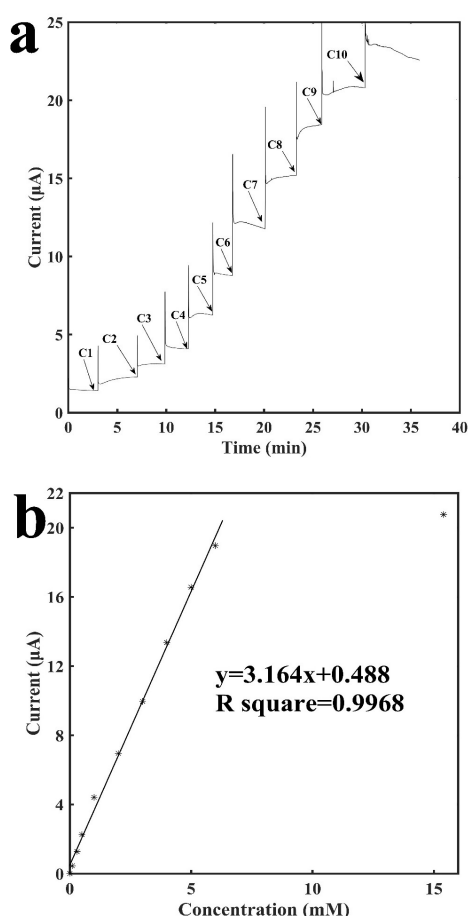 a
25
20
15
10
5
0
Current (µA)
C1
C2
C3
C4
C5
C6
C7
C8
C9
C10
0 5 10 15 20 25 30 35 40
Time (min)
b
22
20
16
12
8
4
0
Current (µA)
y=3.164x+0.488
R square=0.9968
0 5 10 15
Concentration (mM)